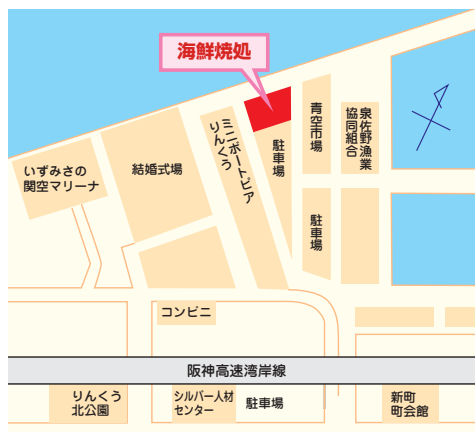 海鮮焼処
いずみさの
関空マリーナ
結婚式場
ミニボートピア
りんくう
駐車場
青空市場
泉佐野漁業
協同組合
駐車場
コンビニ
阪神高速湾岸線
りんくう
北公園
シルバー人材
センター
駐車場
新町
町会館